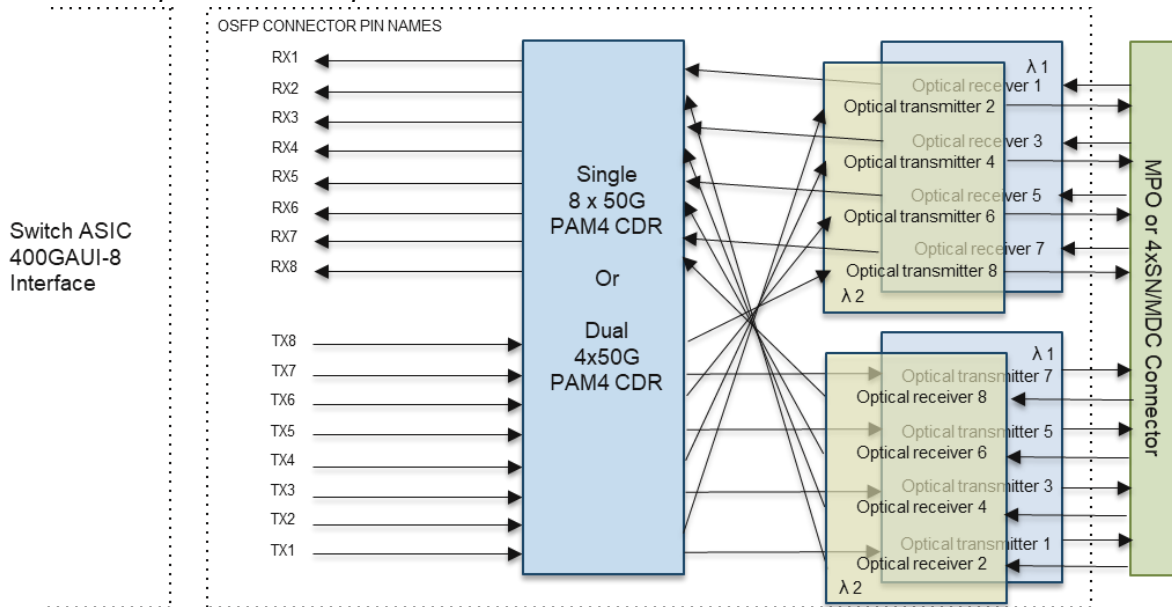 OSFP CONNECTOR PIN NAMES
RX1
RX2
RX3
RX4
RX5
RX6
RX7
RX8
TX8
TX7
TX6
TX5
TX4
TX3
TX2
TX1
Switch ASIC
400GAUI-8
Interface
Single
8 x 50G
PAM4 CDR
Or
Dual
4x50G
PAM4 CDR
λ 1
Optical receiver 1
Optical transmitter 2
Optical receiver 3
Optical transmitter 4
Optical receiver 5
Optical transmitter 6
Optical receiver 7
Optical transmitter 8
λ 2
λ 1
Optical transmitter 7
Optical receiver 8
Optical transmitter 5
Optical receiver 6
Optical transmitter 3
Optical receiver 4
Optical transmitter 1
Optical receiver 2
λ 2
MPO or 4xSN/MDC Connector